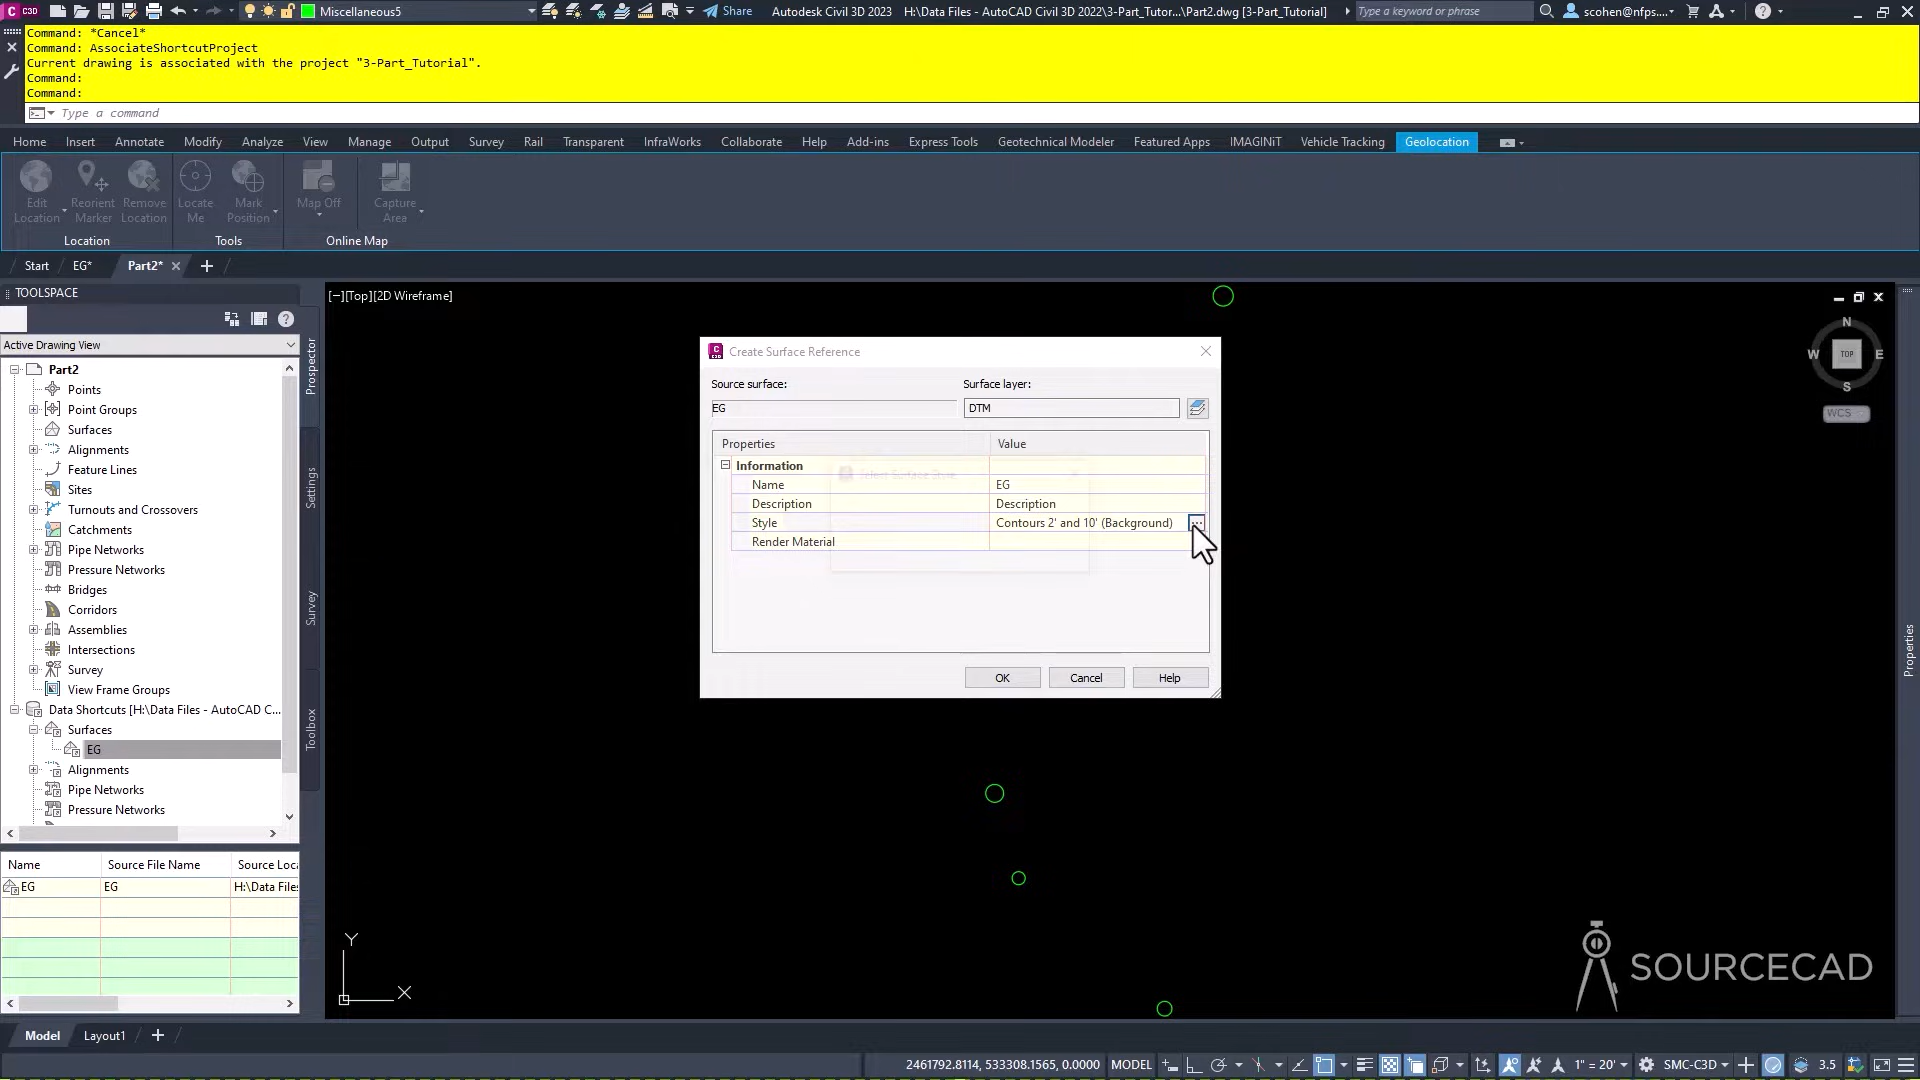 C3D Miscellaneous5 Share Autodesk Civil 3D 2023 H:\Data Files - AutoCAD Civil 3D 2022\3-Part_Tutor...\Part2.dwg [3-Part_Tutorial] Type a keyword or phrase scohen@nfps....
Command: *Cancel*
Command: AssociateShortcutProject
Current drawing is associated with the project "3-Part_Tutorial".
Command:
Command:
Type a command
Home Insert Annotate Modify Analyze View Manage Output Survey Rail Transparent InfraWorks Collaborate Help Add-ins Express Tools Geotechnical Modeler Featured Apps IMAGINiT Vehicle Tracking Geolocation
Edit Location Reorient Marker Remove Location Locate Me Mark Position Map Off Capture Area
Location Tools Online Map
Start EG* Part2*
TOOLSPACE
[−][Top][2D Wireframe]
Active Drawing View
Prospector
Settings
Survey
Toolbox
Part2
Points
Point Groups
Surfaces
Alignments
Feature Lines
Sites
Turnouts and Crossovers
Catchments
Pipe Networks
Pressure Networks
Bridges
Corridors
Assemblies
Intersections
Survey
View Frame Groups
Data Shortcuts [H:\Data Files - AutoCAD C...
Surfaces
EG
Alignments
Pipe Networks
Pressure Networks
Name Source File Name Source Loc
EG EG H:\Data Files
Create Surface Reference
Source surface: Surface layer:
EG DTM
Properties Value
Information
Select Surface Style
Name EG
Description Description
Style Contours 2' and 10' (Background) ...
Render Material
OK Cancel Help
N
W TOP E
S
WCS
Properties
Y
X
SOURCECAD
Model Layout1
2461792.8114, 533308.1565, 0.0000 MODEL 1" = 20' SMC-C3D 3.5